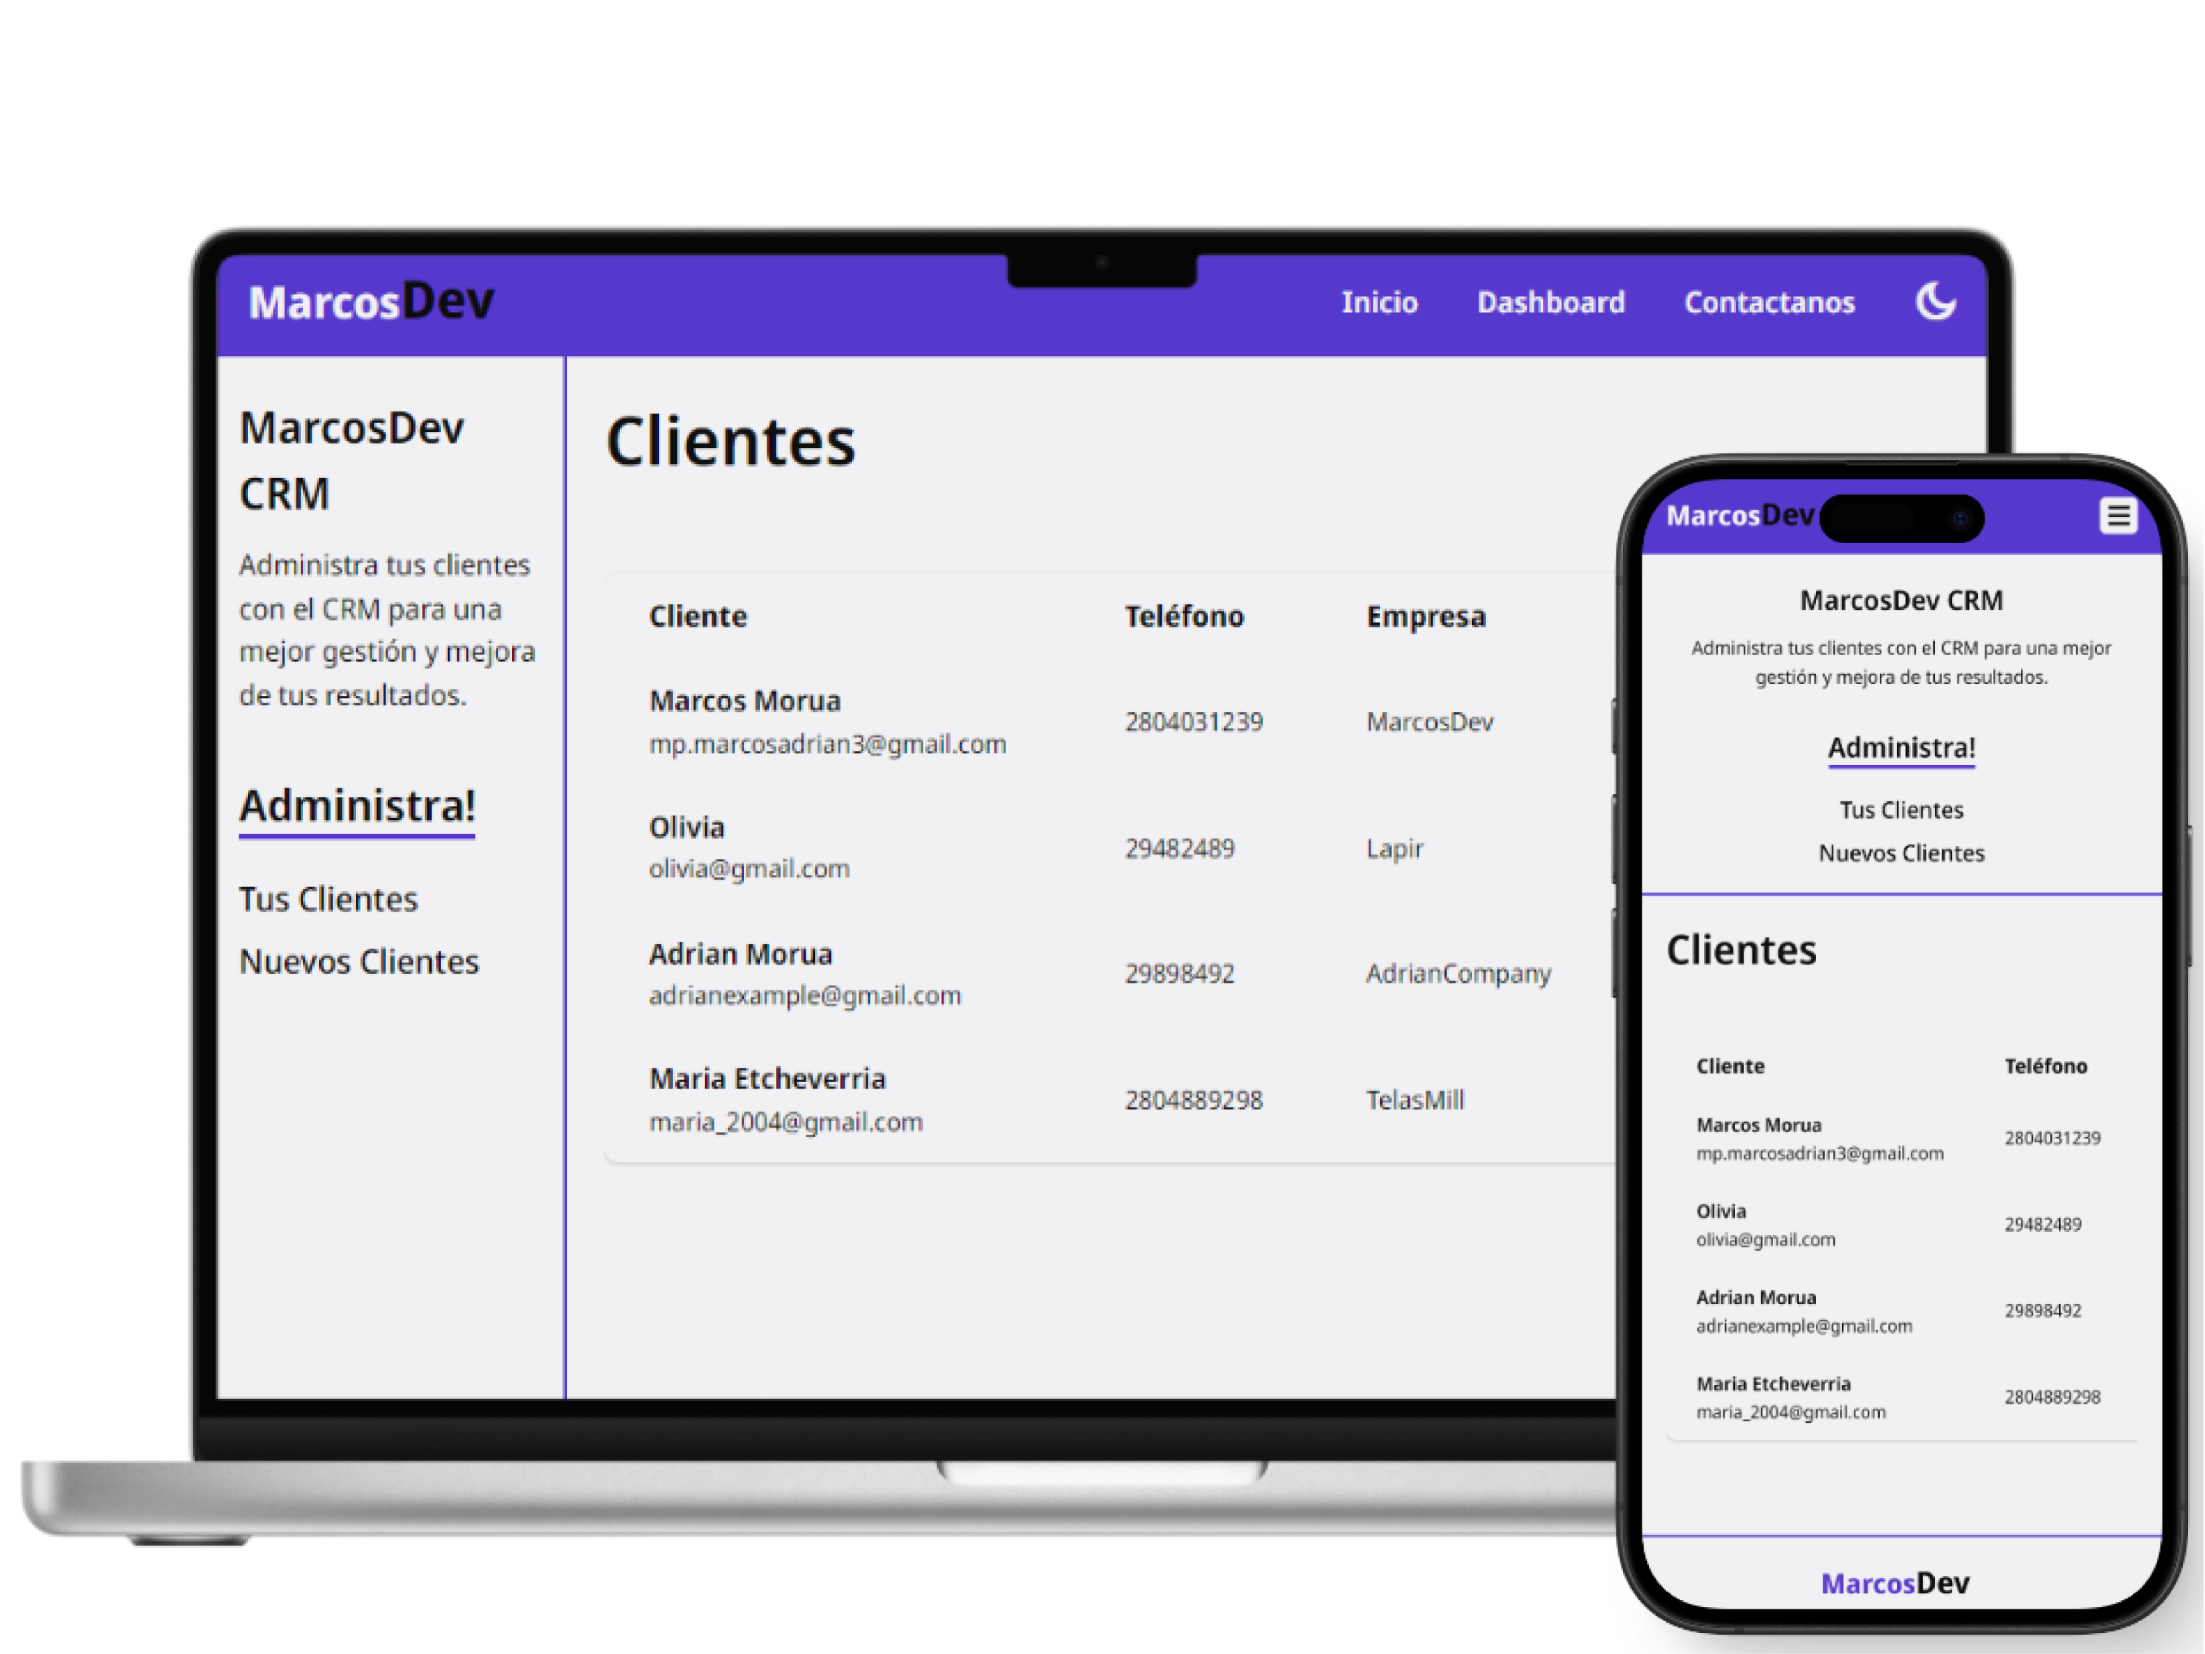 MarcosDev
Inicio Dashboard Contactanos
MarcosDev
CRM
Administra tus clientes
con el CRM para una
mejor gestión y mejora
de tus resultados.
Administra!
Tus Clientes
Nuevos Clientes
Clientes
Cliente Teléfono Empresa
Marcos Morua
mp.marcosadrian3@gmail.com
2804031239 MarcosDev
Olivia
olivia@gmail.com
29482489 Lapir
Adrian Morua
adrianexample@gmail.com
29898492 AdrianCompany
Maria Etcheverria
maria_2004@gmail.com
2804889298 TelasMill
MarcosDev
MarcosDev CRM
Administra tus clientes con el CRM para una mejor
gestión y mejora de tus resultados.
Administra!
Tus Clientes
Nuevos Clientes
Clientes
Cliente Teléfono
Marcos Morua
mp.marcosadrian3@gmail.com
2804031239
Olivia
olivia@gmail.com
29482489
Adrian Morua
adrianexample@gmail.com
29898492
Maria Etcheverria
maria_2004@gmail.com
2804889298
MarcosDev